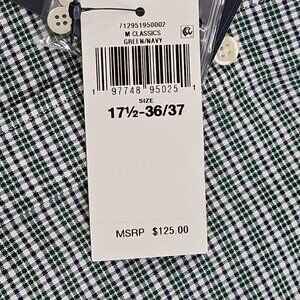 712951950002
M CLASSICS
GREEN/NAVY
1 97748 95025 1
SIZE
17½-36/37
MSRP $125.00